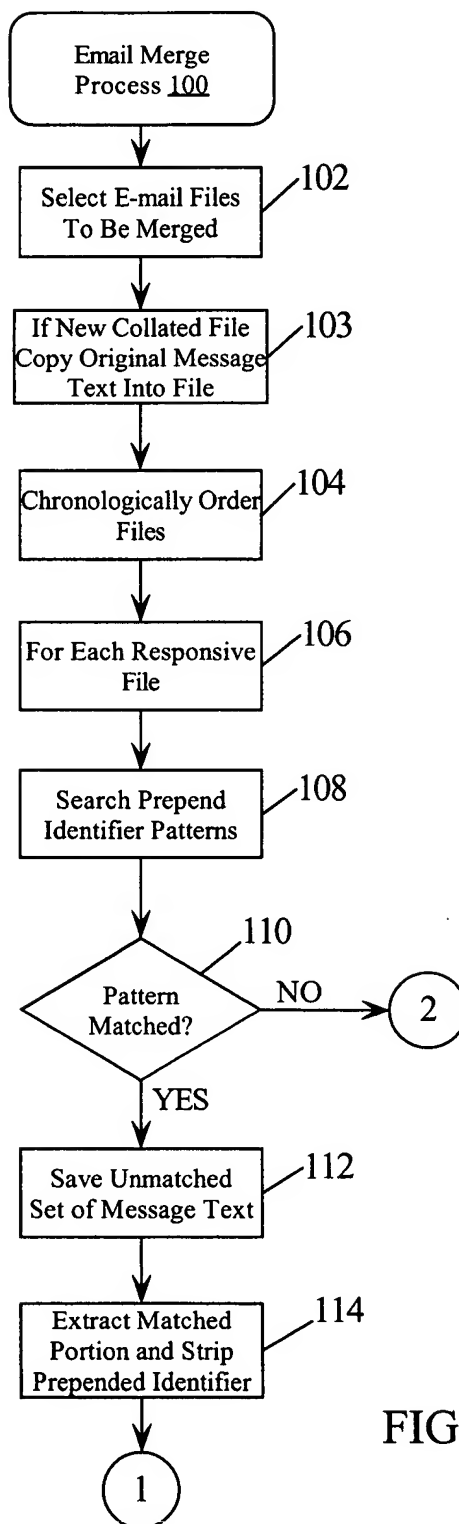 Email Merge
Process 100
Select E-mail Files
To Be Merged
102
If New Collated File
Copy Original Message
Text Into File
103
Chronologically Order
Files
104
For Each Responsive
File
106
Search Prepend
Identifier Patterns
108
Pattern
Matched?
110
NO
2
YES
Save Unmatched
Set of Message Text
112
Extract Matched
Portion and Strip
Prepended Identifier
114
FIG
1